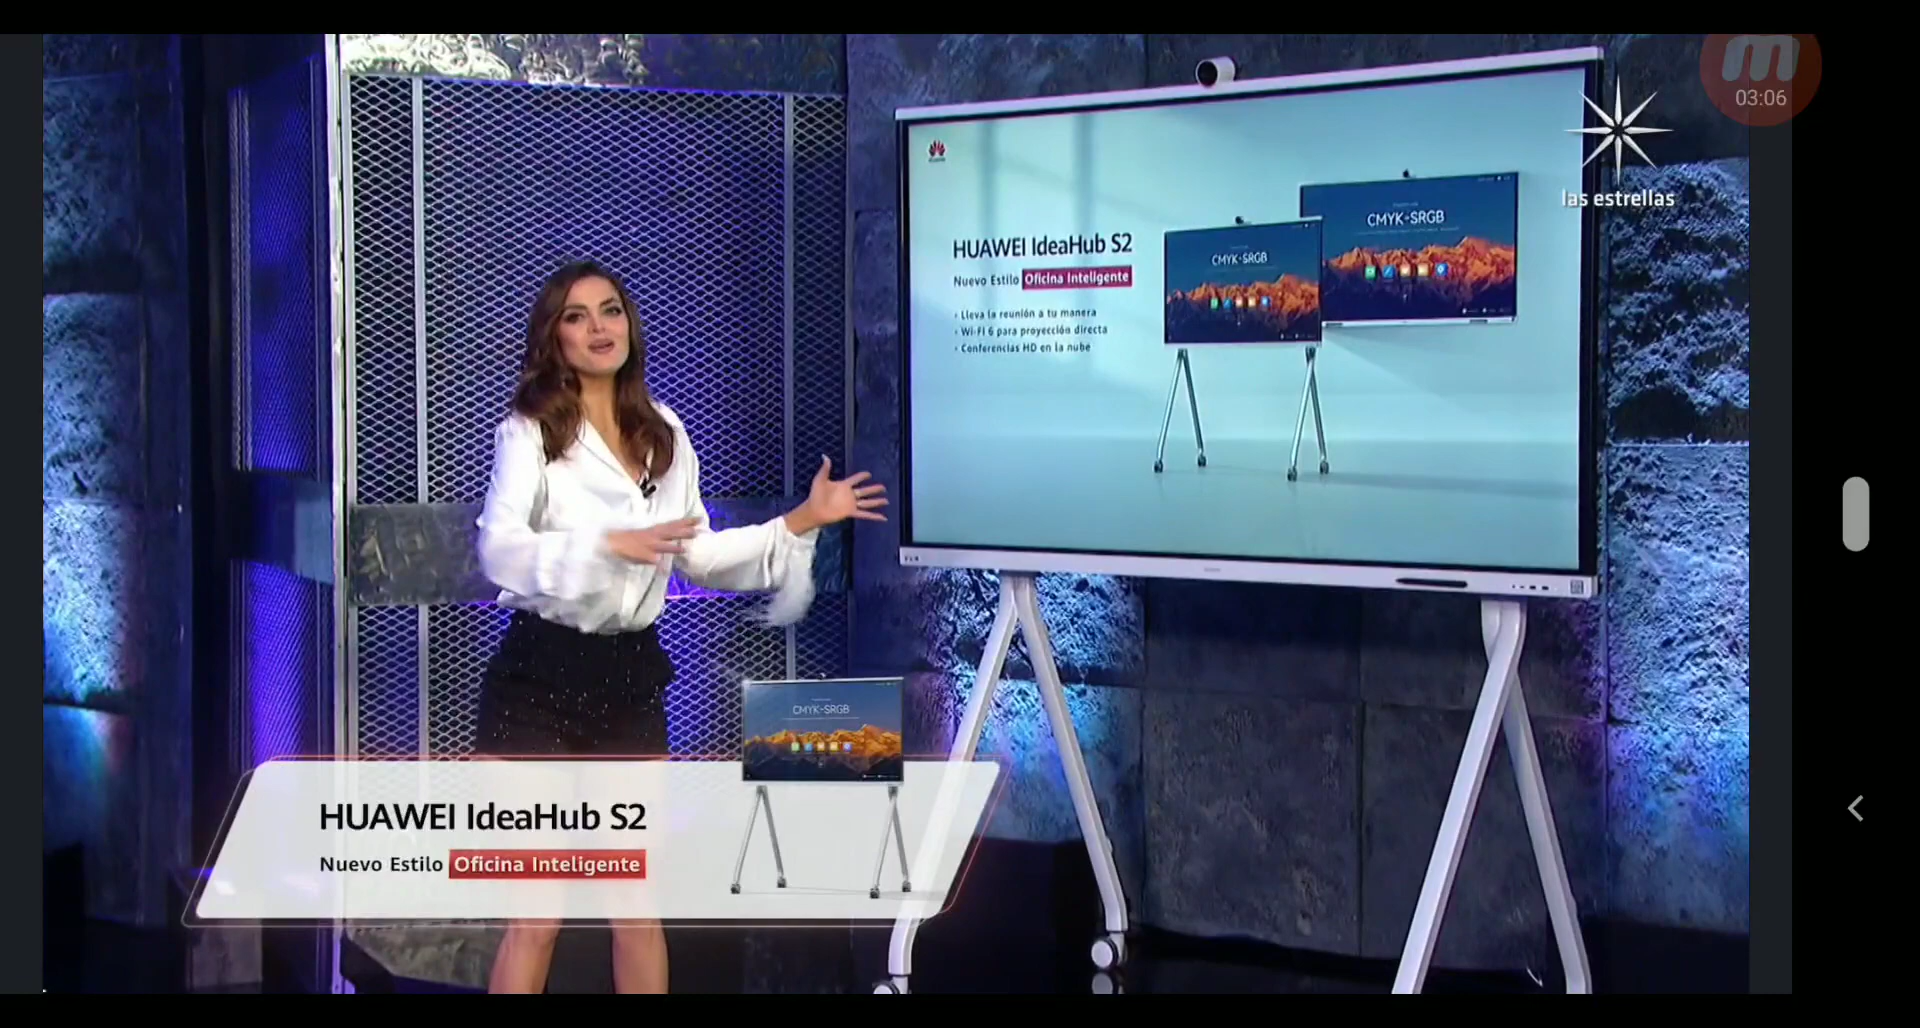 03:06
las estrellas
HUAWEI IdeaHub S2
Nuevo Estilo Oficina Inteligente
• Lleva la reunión a tu manera
• Wi-FI 6 para proyección directa
• Conferencias HD en la nube
CMYK-SRGB
CMYK-SRGB
CMYK-SRGB
HUAWEI IdeaHub S2
Nuevo Estilo Oficina Inteligente